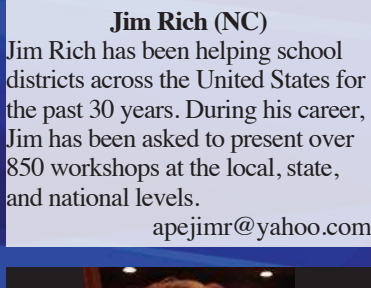 Jim Rich (NC)
Jim Rich has been helping school
districts across the United States for
the past 30 years. During his career,
Jim has been asked to present over
850 workshops at the local, state,
and national levels.
apejimr@yahoo.com